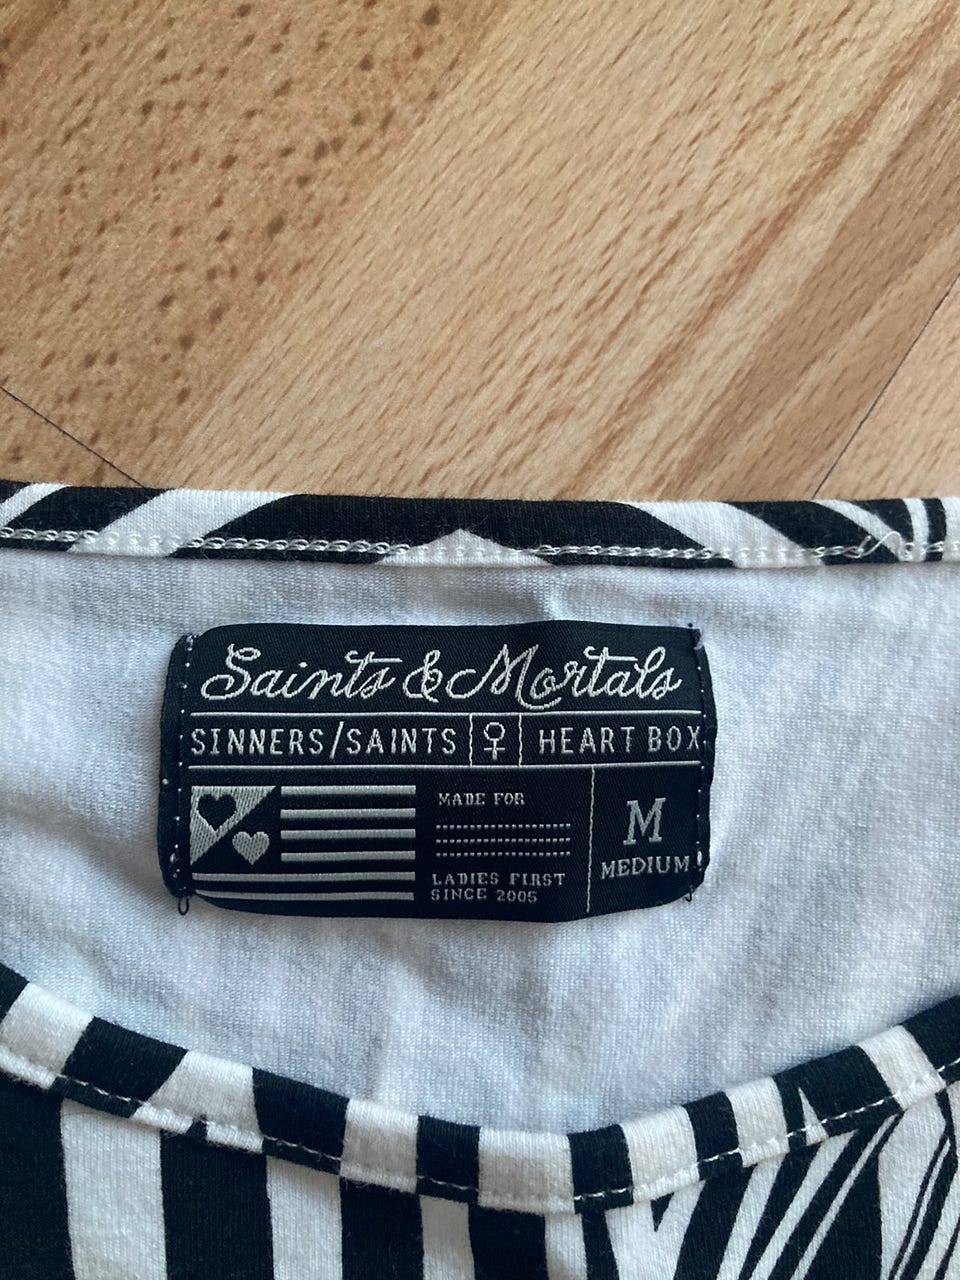 Saints & Mortals
SINNERS/SAINTS ♀ HEART BOX
MADE FOR
LADIES FIRST
SINCE 2005
M
MEDIUM